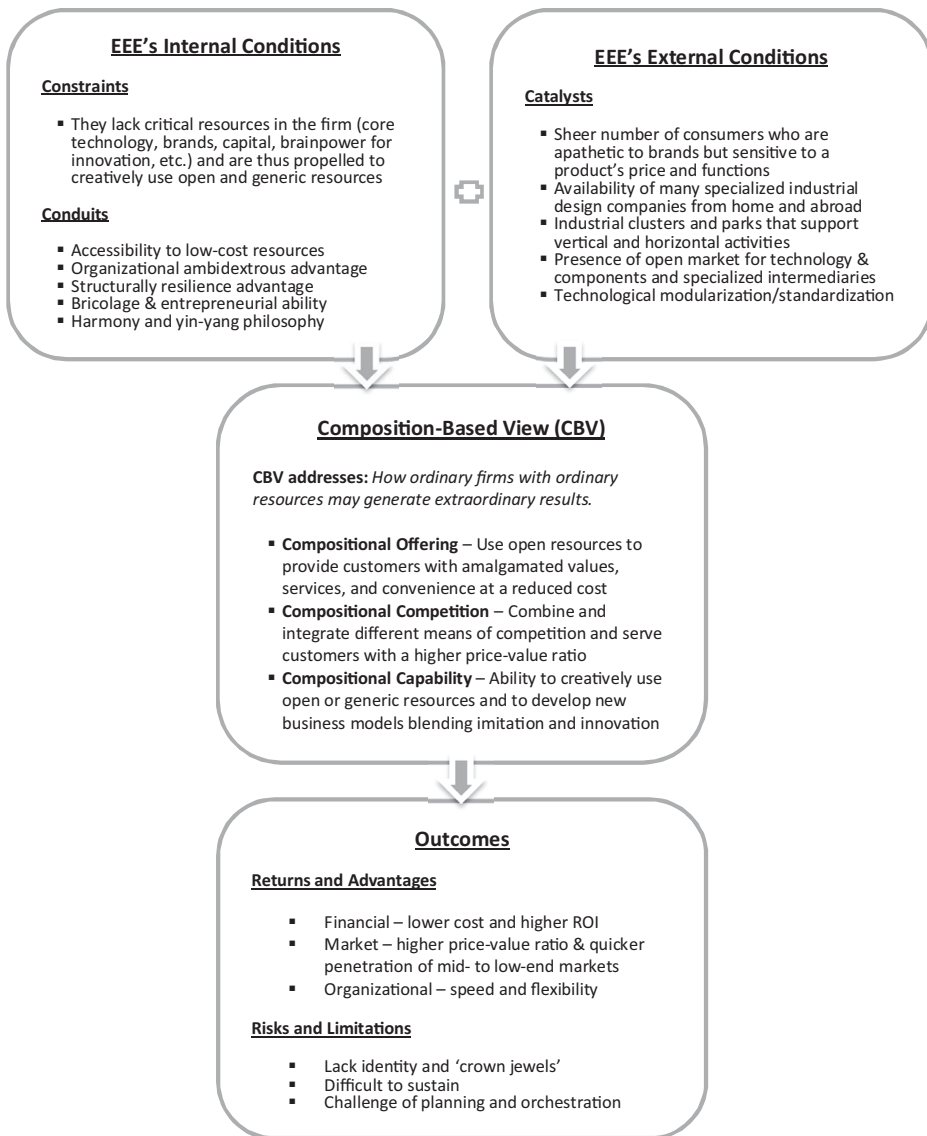 EEE’s Internal Conditions
Constraints
▪ They lack critical resources in the firm (core
technology, brands, capital, brainpower for
innovation, etc.) and are thus propelled to
creatively use open and generic resources
Conduits
▪ Accessibility to low-cost resources
▪ Organizational ambidextrous advantage
▪ Structurally resilience advantage
▪ Bricolage & entrepreneurial ability
▪ Harmony and yin-yang philosophy
EEE’s External Conditions
Catalysts
▪ Sheer number of consumers who are
apathetic to brands but sensitive to a
product’s price and functions
▪ Availability of many specialized industrial
design companies from home and abroad
▪ Industrial clusters and parks that support
vertical and horizontal activities
▪ Presence of open market for technology &
components and specialized intermediaries
▪ Technological modularization/standardization
Composition-Based View (CBV)
CBV addresses: How ordinary firms with ordinary
resources may generate extraordinary results.
▪ Compositional Offering – Use open resources to
provide customers with amalgamated values,
services, and convenience at a reduced cost
▪ Compositional Competition – Combine and
integrate different means of competition and serve
customers with a higher price-value ratio
▪ Compositional Capability – Ability to creatively use
open or generic resources and to develop new
business models blending imitation and innovation
Outcomes
Returns and Advantages
▪ Financial – lower cost and higher ROI
▪ Market – higher price-value ratio & quicker
penetration of mid- to low-end markets
▪ Organizational – speed and flexibility
Risks and Limitations
▪ Lack identity and ‘crown jewels’
▪ Difficult to sustain
▪ Challenge of planning and orchestration